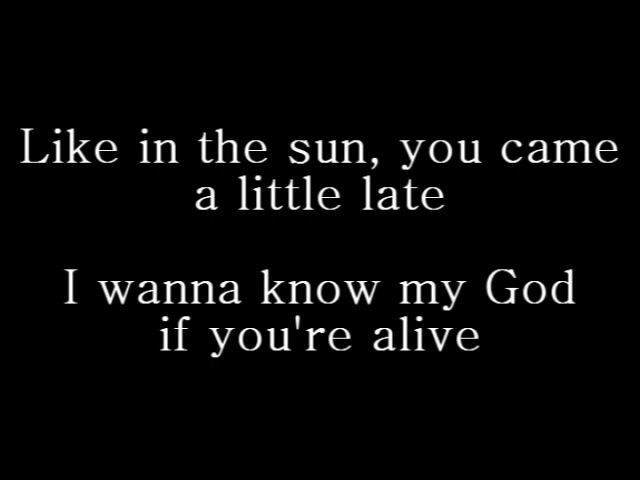 Like in the sun, you came
a little late
I wanna know my God
if you're alive